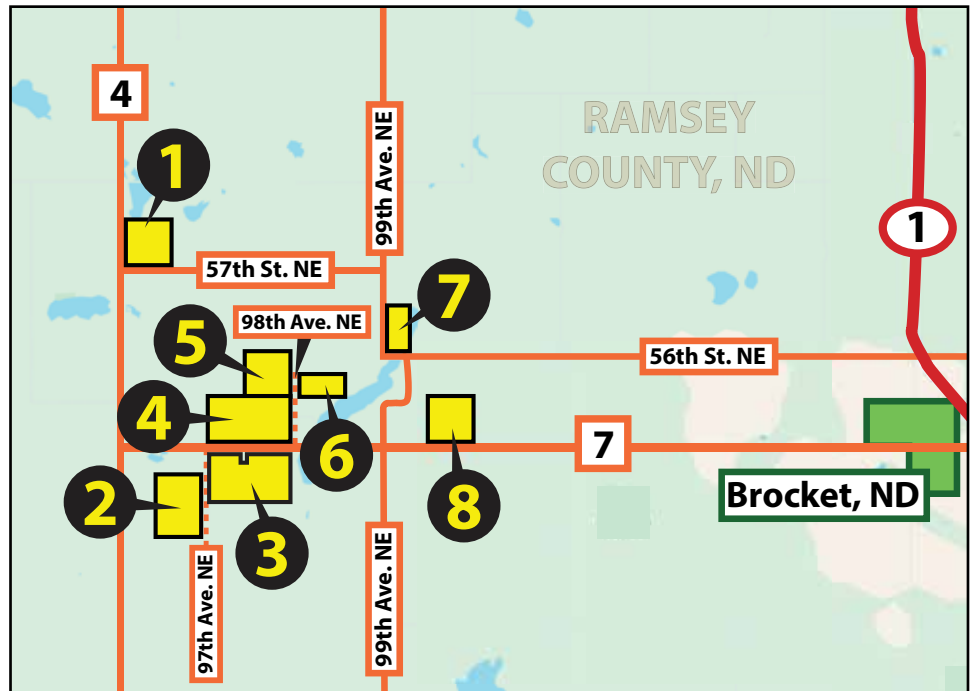 4
RAMSEY
COUNTY, ND
99th Ave. NE
1
1
57th St. NE
7
98th Ave. NE
5
56th St. NE
4
7
6
2
8
Brocket, ND
3
97th Ave. NE
99th Ave. NE